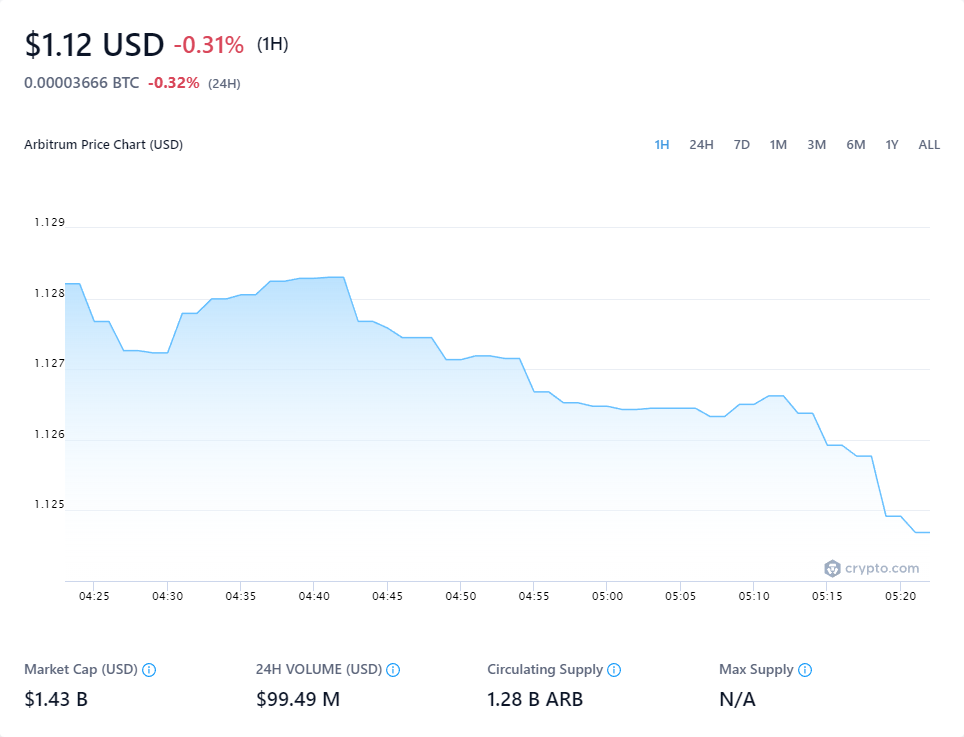 $1.12 USD -0.31% (1H)
0.00003666 BTC -0.32% (24H)
Arbitrum Price Chart (USD) 1H 24H 7D 1M 3M 6M 1Y ALL
1.129
1.128
1.127
1.126
1.125
crypto.com
04:25 04:30 04:35 04:40 04:45 04:50 04:55 05:00 05:05 05:10 05:15 05:20
Market Cap (USD) 24H VOLUME (USD) Circulating Supply Max Supply
$1.43 B $99.49 M 1.28 B ARB N/A